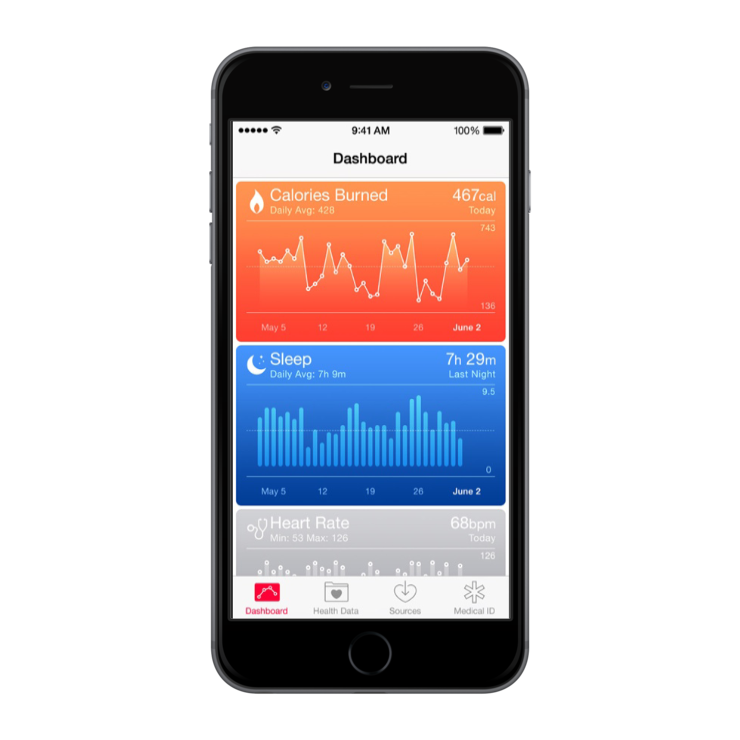 9:41 AM 100%
Dashboard
Calories Burned 467cal
Daily Avg: 428 Today
743
136
May 5 12 19 26 June 2
Sleep 7h 29m
Daily Avg: 7h 9m Last Night
9.5
0
May 5 12 19 26 June 2
Heart Rate 68bpm
Min: 53 Max: 126 Today
126
Dashboard Health Data Sources Medical ID